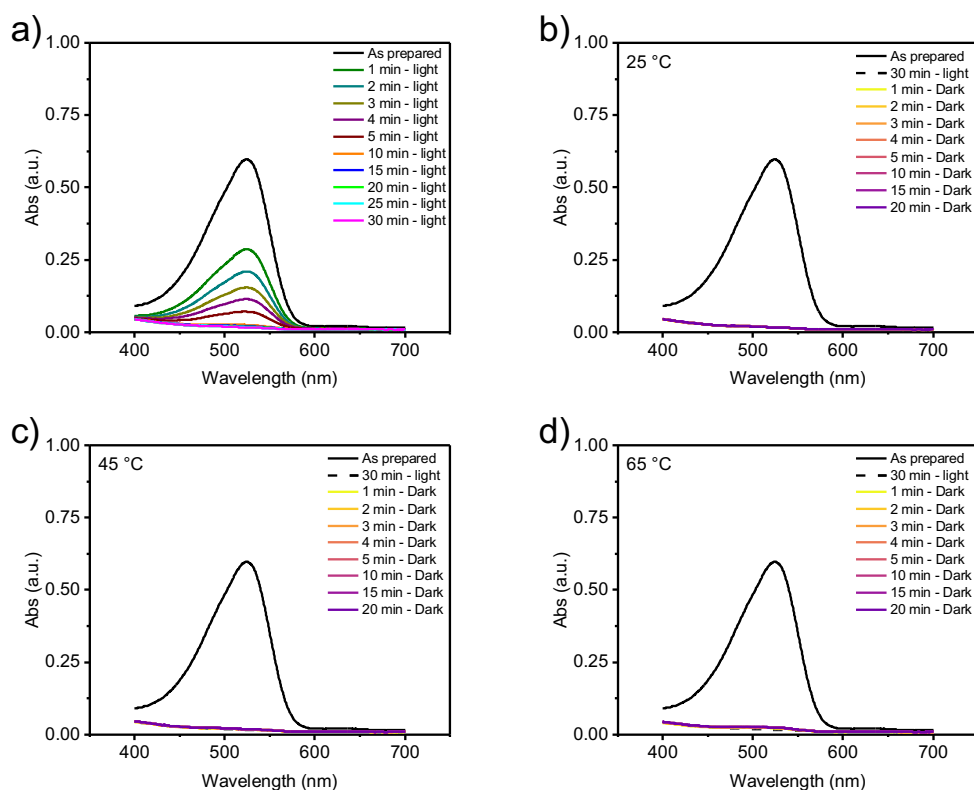 a)
1.00
0.75
0.50
0.25
0.00
Abs (a.u.)
As prepared
1 min - light
2 min - light
3 min - light
4 min - light
5 min - light
10 min - light
15 min - light
20 min - light
25 min - light
30 min - light
400 500 600 700
Wavelength (nm)
b)
1.00
0.75
0.50
0.25
0.00
Abs (a.u.)
25 °C
As prepared
30 min - light
1 min - Dark
2 min - Dark
3 min - Dark
4 min - Dark
5 min - Dark
10 min - Dark
15 min - Dark
20 min - Dark
400 500 600 700
Wavelength (nm)
c)
1.00
0.75
0.50
0.25
0.00
Abs (a.u.)
45 °C
As prepared
30 min - light
1 min - Dark
2 min - Dark
3 min - Dark
4 min - Dark
5 min - Dark
10 min - Dark
15 min - Dark
20 min - Dark
400 500 600 700
Wavelength (nm)
d)
1.00
0.75
0.50
0.25
0.00
Abs (a.u.)
65 °C
As prepared
30 min - light
1 min - Dark
2 min - Dark
3 min - Dark
4 min - Dark
5 min - Dark
10 min - Dark
15 min - Dark
20 min - Dark
400 500 600 700
Wavelength (nm)